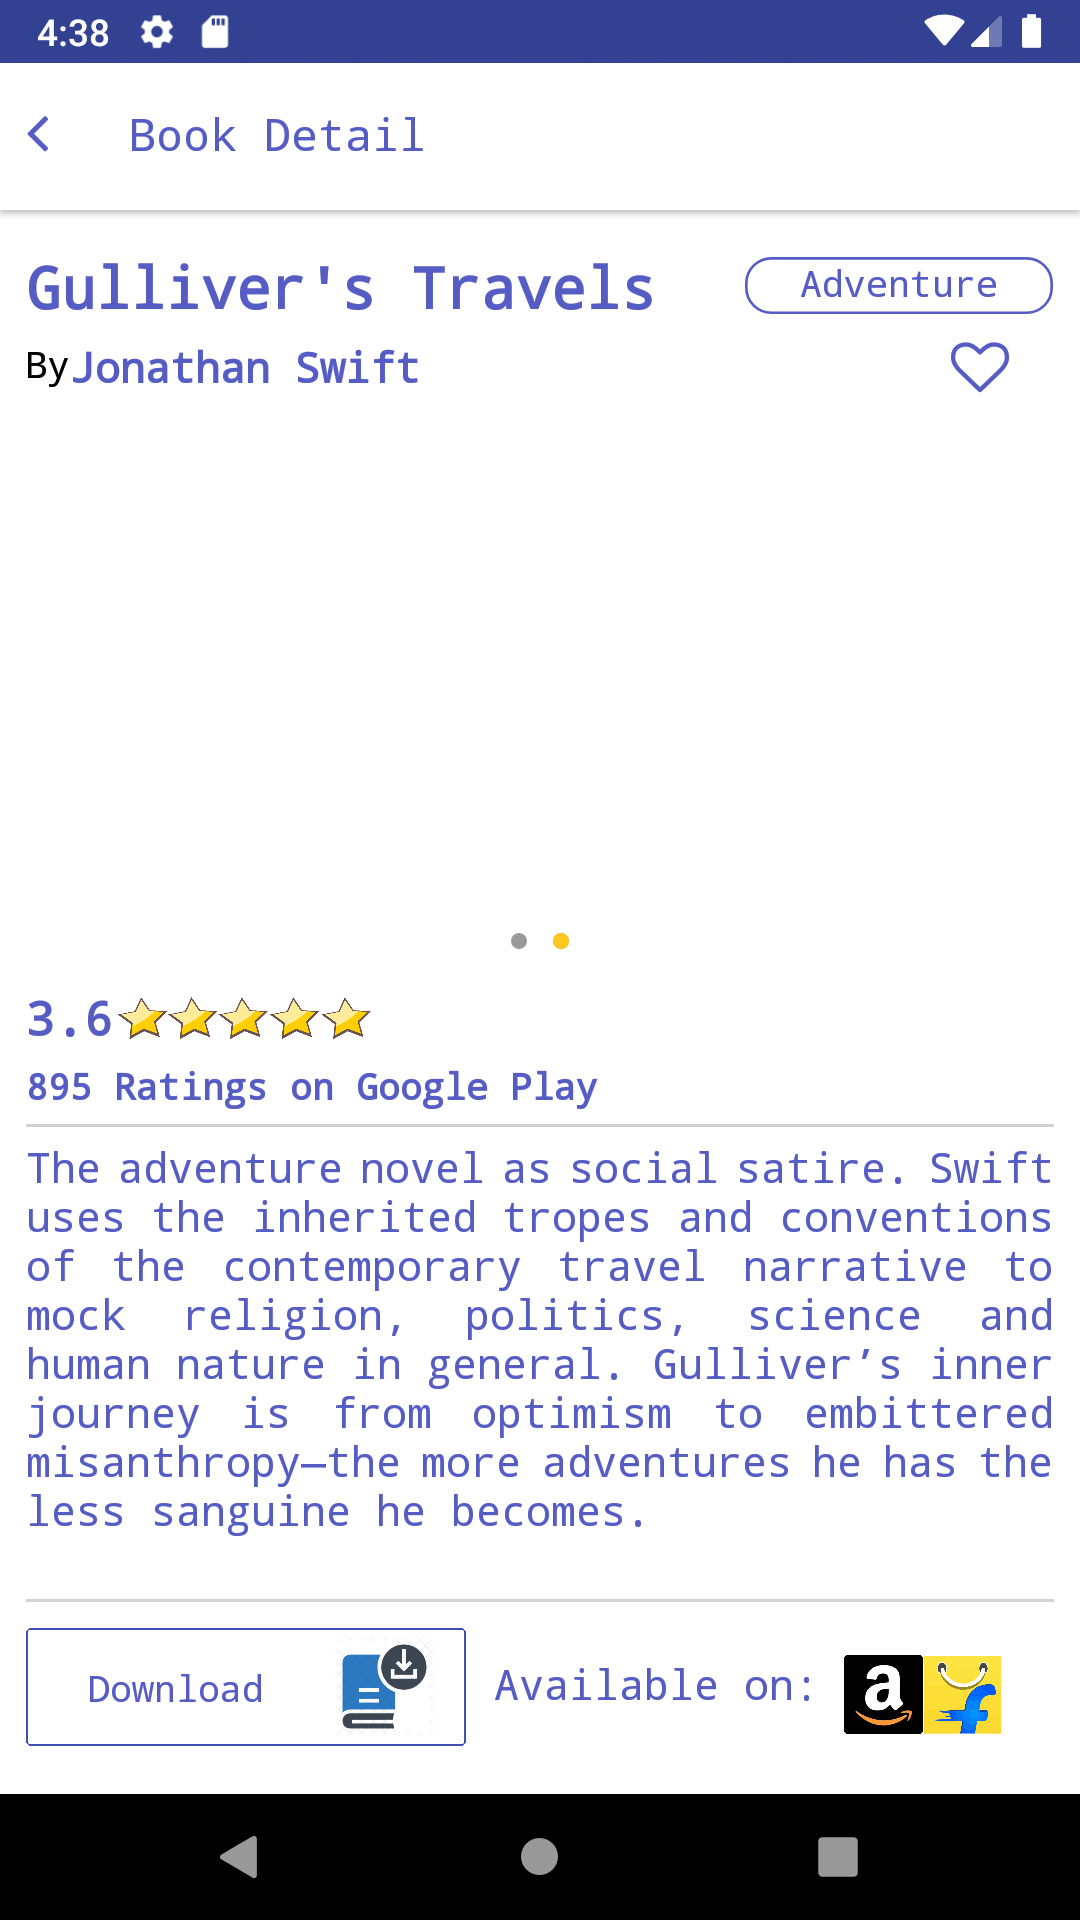 4:38
Book Detail
Gulliver's Travels
Adventure
By Jonathan Swift
3.6
895 Ratings on Google Play
The adventure novel as social satire. Swift
uses the inherited tropes and conventions
of the contemporary travel narrative to
mock religion, politics, science and
human nature in general. Gulliver’s inner
journey is from optimism to embittered
misanthropy—the more adventures he has the
less sanguine he becomes.
Download
Available on:
a
f